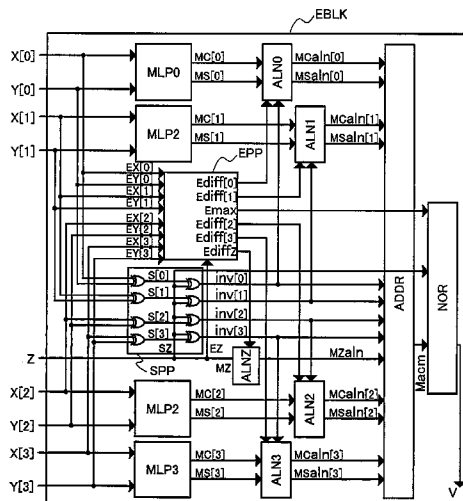 EBLK
X[0]
Y[0]
MLP0
MC[0]
MS[0]
ALN0
MCaln[0]
MSaln[0]
X[1]
Y[1]
MLP2
MC[1]
MS[1]
ALN1
MCaln[1]
MSaln[1]
EPP
EX[0]
EY[0]
EX[1]
EY[1]
EX[2]
EY[2]
EX[3]
EY[3]
Ediff[0]
Ediff[1]
Emax
Ediff[2]
Ediff[3]
EdiffZ
S[0]
S[1]
S[2]
S[3]
inv[0]
inv[1]
inv[2]
inv[3]
SZ
EZ
Z
SPP
MZ
ALNZ
MZaln
ADDR
Macm
NOR
X[2]
Y[2]
MLP2
MC[2]
MS[2]
ALN2
MCaln[2]
MSaln[2]
X[3]
Y[3]
MLP3
MC[3]
MS[3]
ALN3
MCaln[3]
MSaln[3]
V